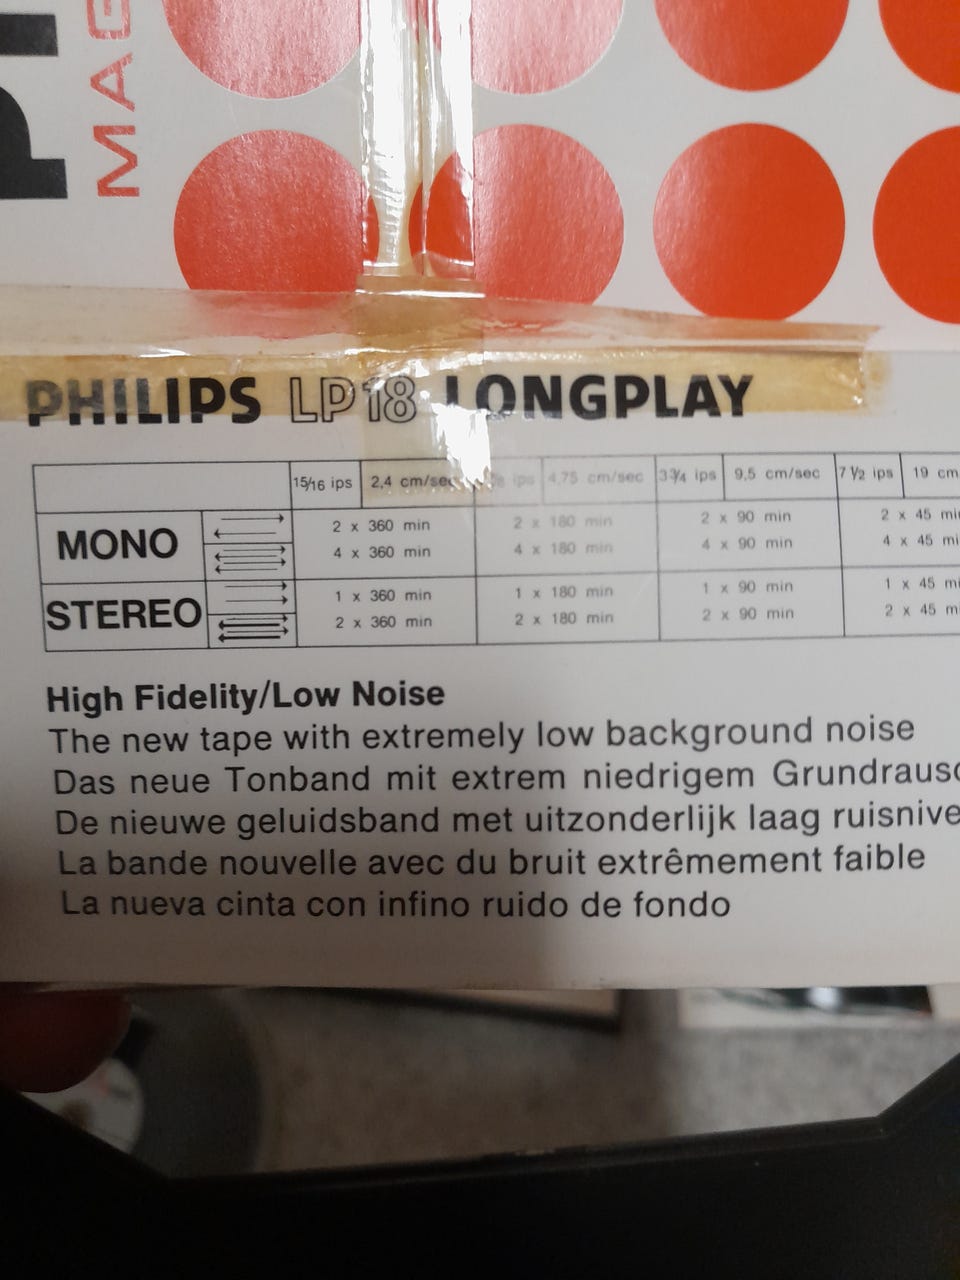 MAG
PHILIPS LP18 LONGPLAY
15/16 ips 2,4 cm/sec ips 4,75 cm/sec 3¾ ips 9,5 cm/sec 7½ ips 19 cm
MONO 2 x 360 min 2 x 180 min 2 x 90 min 2 x 45 mi
4 x 360 min 4 x 180 min 4 x 90 min 4 x 45 mi
STEREO 1 x 360 min 1 x 180 min 1 x 90 min 1 x 45 mi
2 x 360 min 2 x 180 min 2 x 90 min 2 x 45 mi
High Fidelity/Low Noise
The new tape with extremely low background noise
Das neue Tonband mit extrem niedrigem Grundrausc
De nieuwe geluidsband met uitzonderlijk laag ruisnive
La bande nouvelle avec du bruit extrêmement faible
La nueva cinta con infino ruido de fondo